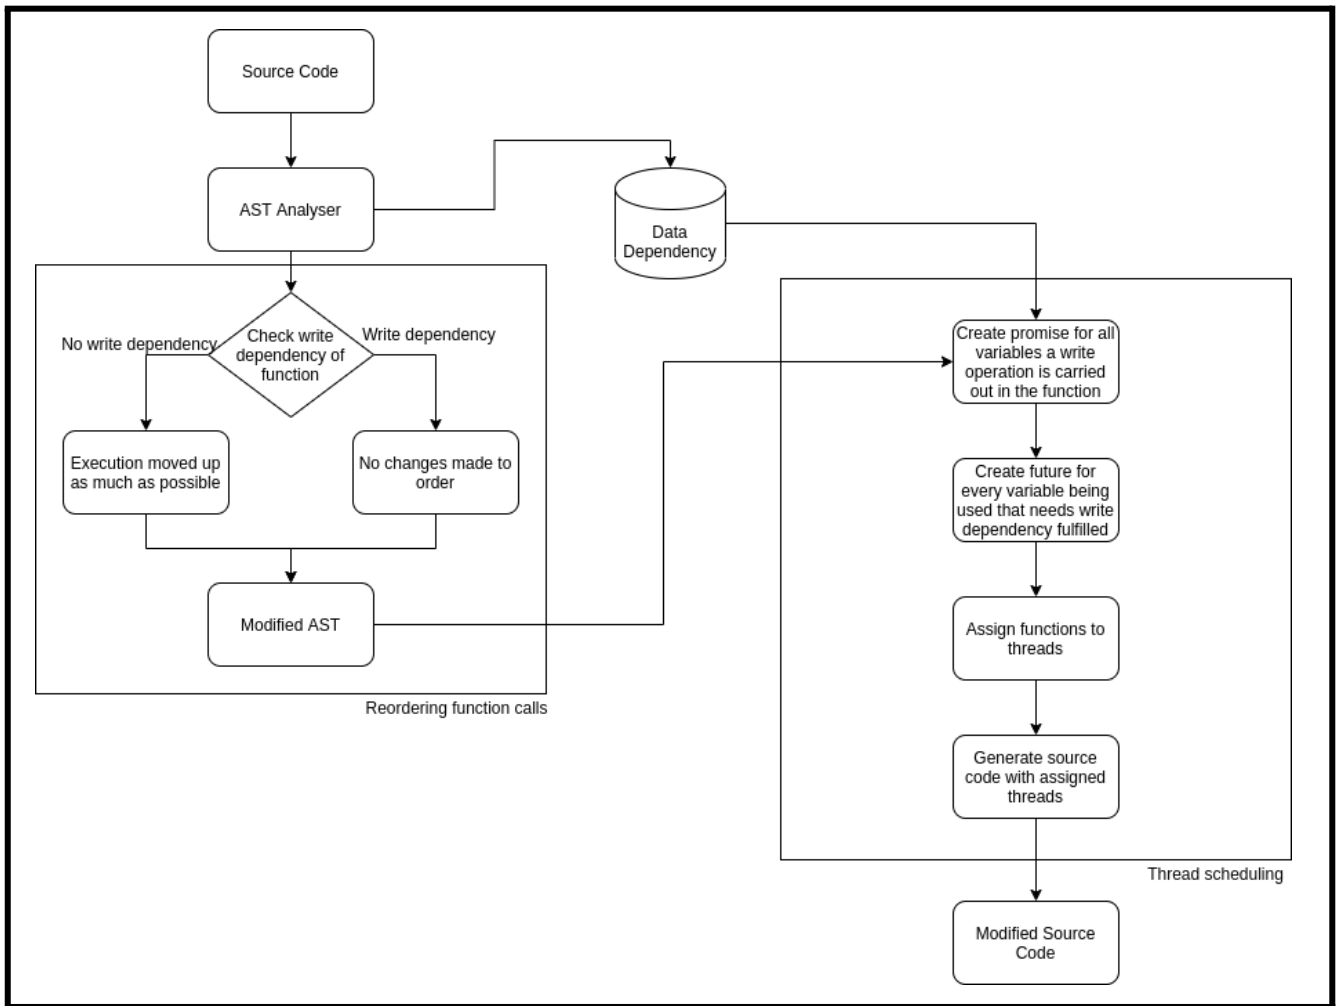 Source Code
AST Analyser
Data
Dependency
Check write
dependency of
function
No write dependency
Write dependency
Execution moved up
as much as possible
No changes made to
order
Modified AST
Reordering function calls
Create promise for all
variables a write
operation is carried
out in the function
Create future for
every variable being
used that needs write
dependency fulfilled
Assign functions to
threads
Generate source
code with assigned
threads
Thread scheduling
Modified Source
Code